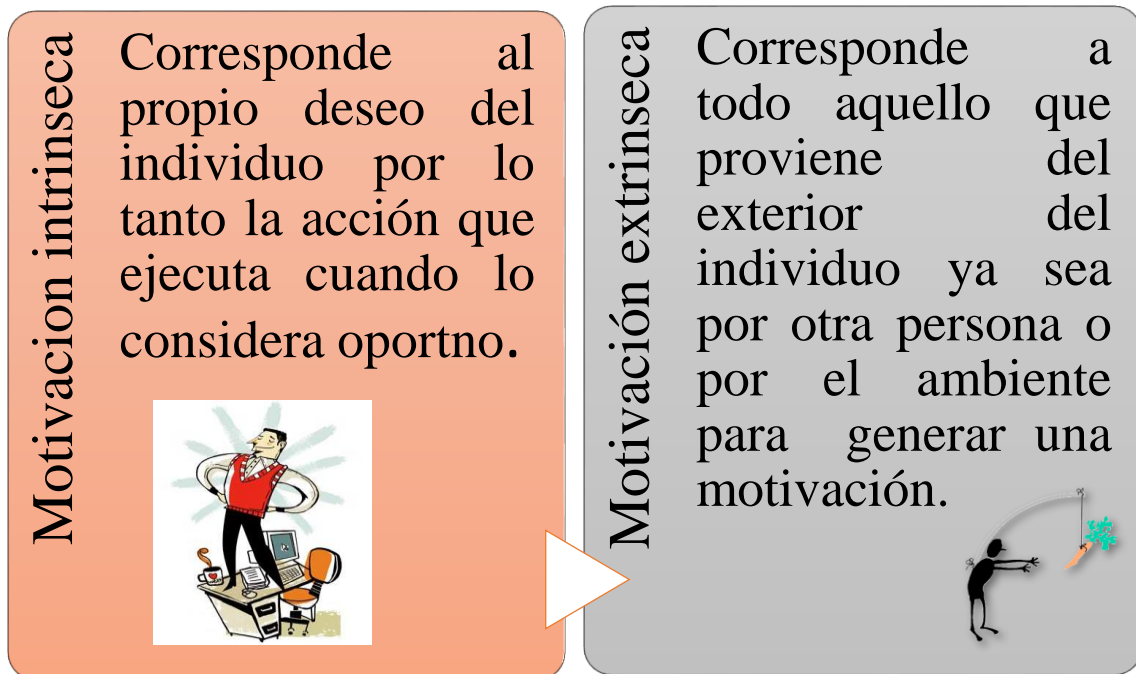 Motivacion intrinseca
Corresponde al
propio deseo del
individuo por lo
tanto la acción que
ejecuta cuando lo
considera oportno.
Motivación extrinseca
Corresponde a
todo aquello que
proviene del
exterior del
individuo ya sea
por otra persona o
por el ambiente
para generar una
motivación.